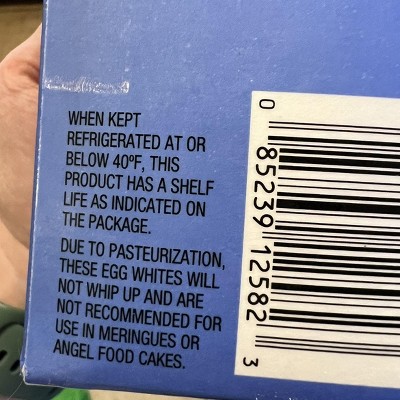 WHEN KEPT
REFRIGERATED AT OR
BELOW 40ºF, THIS
PRODUCT HAS A SHELF
LIFE AS INDICATED ON
THE PACKAGE.
DUE TO PASTEURIZATION,
THESE EGG WHITES WILL
NOT WHIP UP AND ARE
NOT RECOMMENDED FOR
USE IN MERINGUES OR
ANGEL FOOD CAKES.
0 85239 12582 3